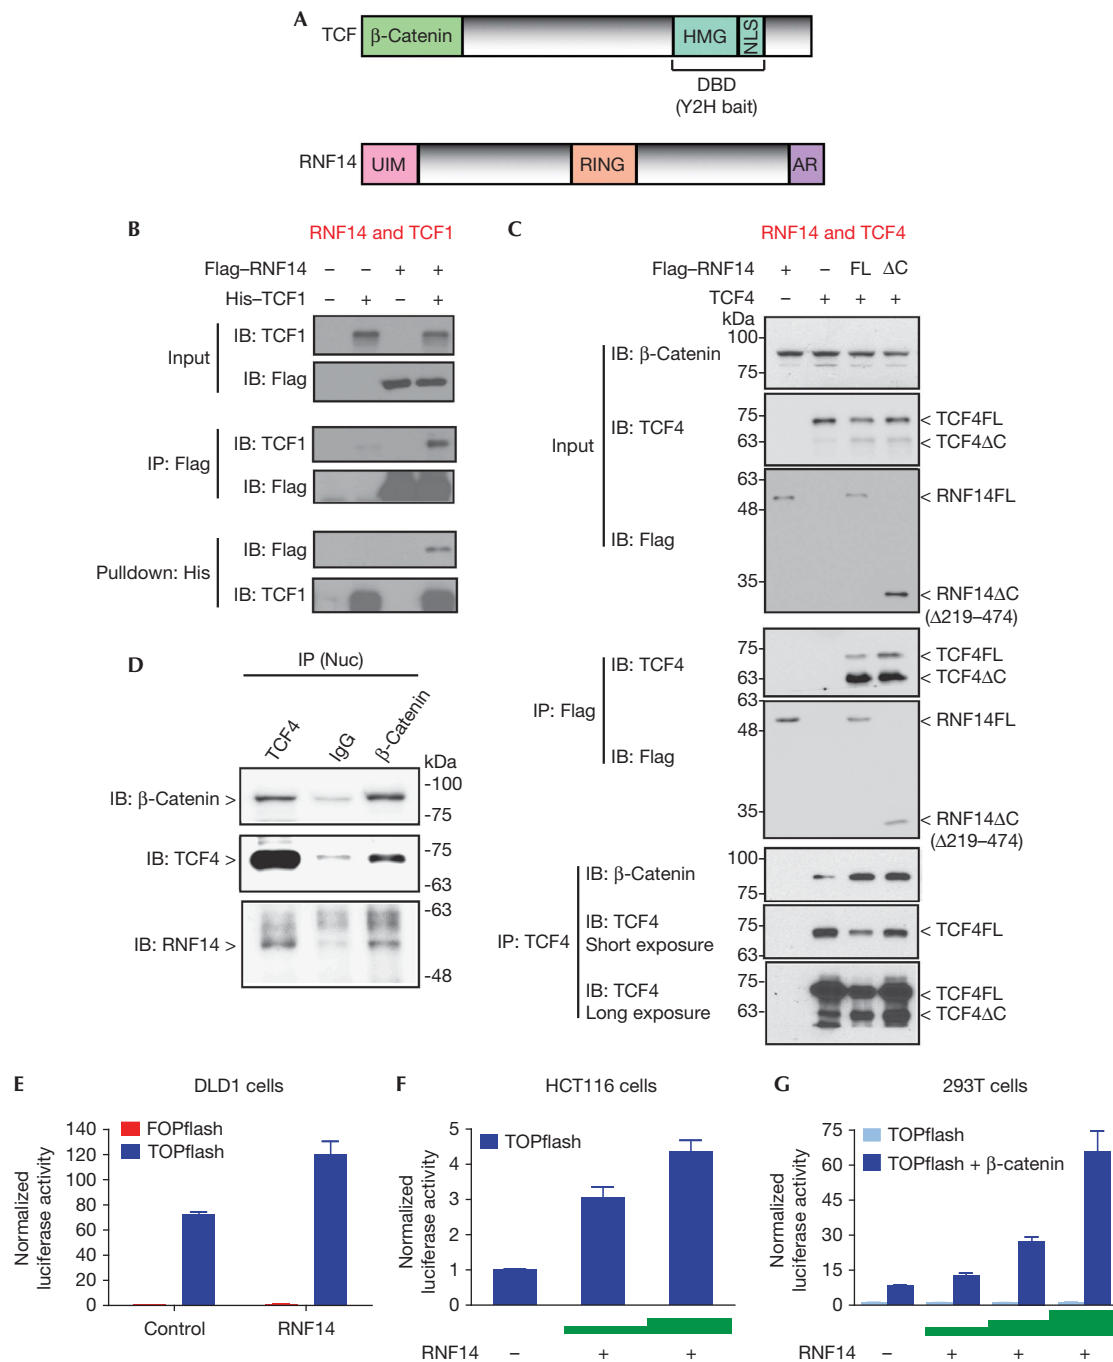 A
TCF
β-Catenin
HMG
NLS
DBD
(Y2H bait)
RNF14
UIM
RING
AR
B
RNF14 and TCF1
Flag–RNF14 – – + +
His–TCF1 – + – +
Input
IB: TCF1
IB: Flag
IP: Flag
IB: TCF1
IB: Flag
Pulldown: His
IB: Flag
IB: TCF1
C
RNF14 and TCF4
Flag–RNF14 + – FL ΔC
TCF4 – + + +
kDa
Input
IB: β-Catenin
100
75
IB: TCF4
75
63
< TCF4FL
< TCF4ΔC
IB: Flag
63
48
35
< RNF14FL
< RNF14ΔC
(Δ219–474)
IP: Flag
IB: TCF4
75
63
< TCF4FL
< TCF4ΔC
IB: Flag
63
48
35
< RNF14FL
< RNF14ΔC
(Δ219–474)
IP: TCF4
IB: β-Catenin
100
75
IB: TCF4
Short exposure
75
63
< TCF4FL
IB: TCF4
Long exposure
75
63
< TCF4FL
< TCF4ΔC
D
IP (Nuc)
TCF4
IgG
β-Catenin
kDa
IB: β-Catenin >
-100
-75
IB: TCF4 >
-75
-63
IB: RNF14 >
-63
-48
E
DLD1 cells
FOPflash
TOPflash
Normalized
luciferase activity
140
120
100
80
60
40
20
0
Control
RNF14
F
HCT116 cells
TOPflash
Normalized
luciferase activity
5
4
3
2
1
0
RNF14 – + +
G
293T cells
TOPflash
TOPflash + β-catenin
Normalized
luciferase activity
75
60
45
30
15
0
RNF14 – + + +